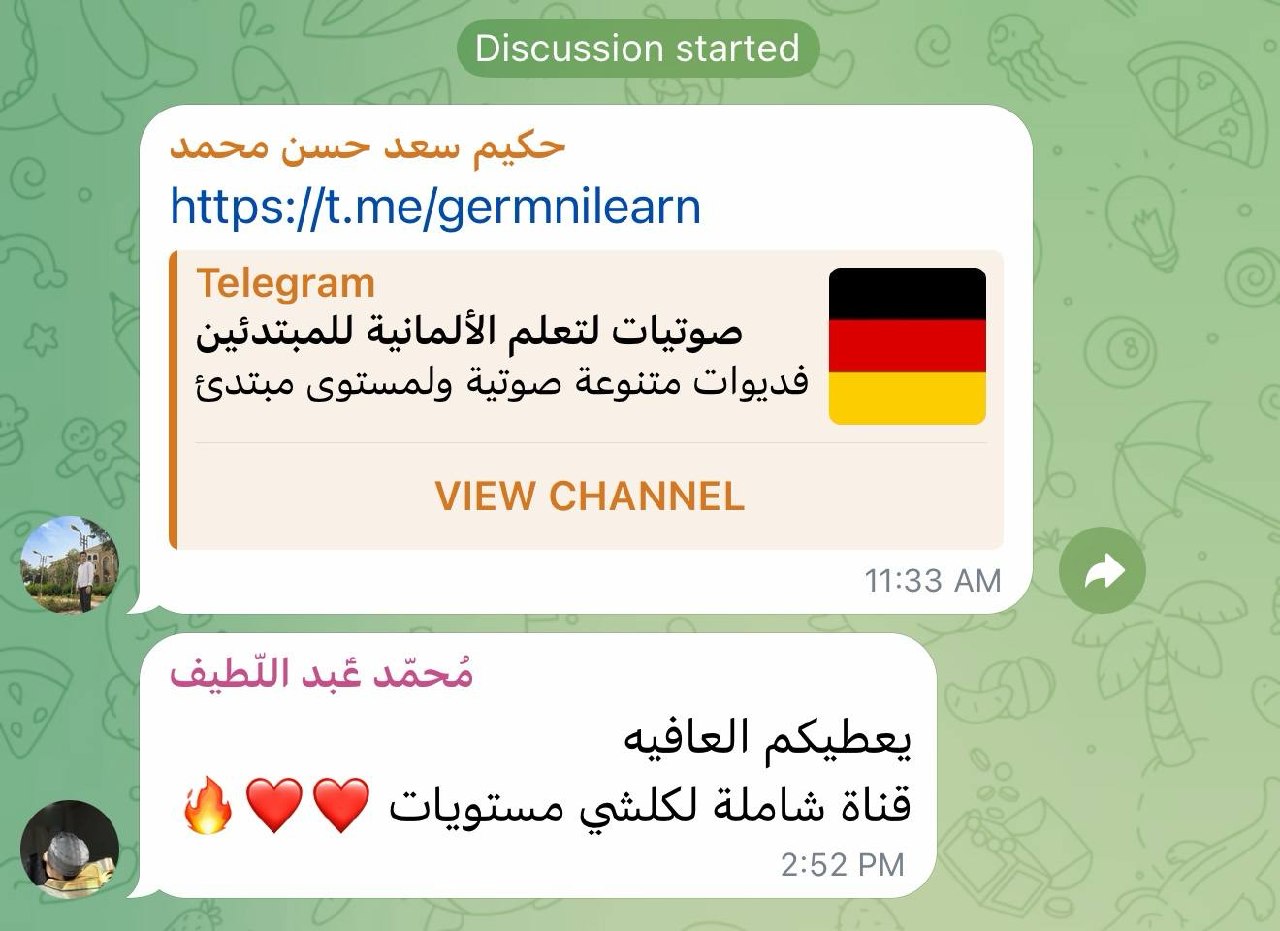 Discussion started
حكيم سعد حسن محمد
https://t.me/germnilearn
Telegram
صوتيات لتعلم الألمانية للمبتدئين
فديوات متنوعة صوتية ولمستوى مبتدئ
VIEW CHANNEL
11:33 AM
مُحمّد عًبد اللّطيف
يعطيكم العافيه
قناة شاملة لكلشي مستويات ❤️❤️🔥
2:52 PM